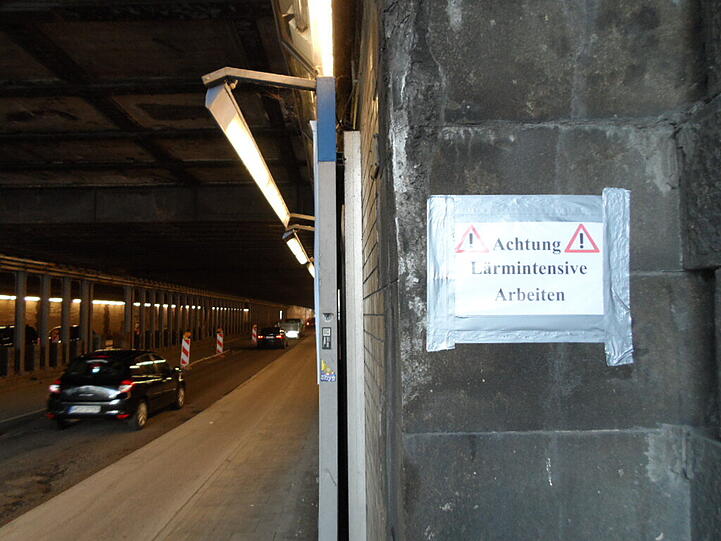 Achtung
Lärmintensive
Arbeiten